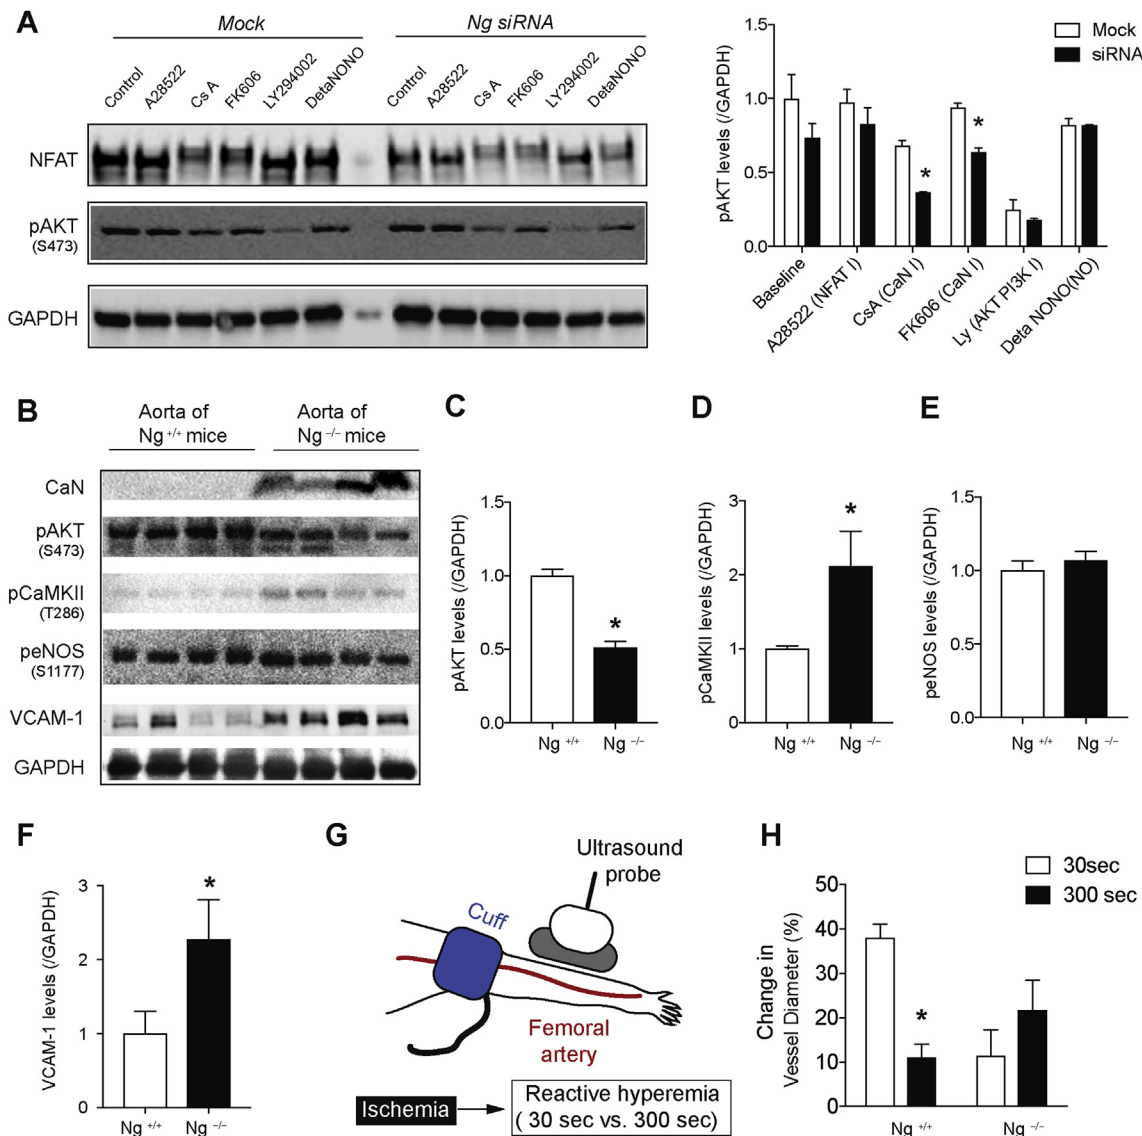 A
Mock
Ng siRNA
Control
A28522
Cs A
FK606
LY294002
DetaNONO
Control
A28522
Cs A
FK606
LY294002
DetaNONO
NFAT
pAKT
(S473)
GAPDH
Mock
siRNA
pAKT levels (/GAPDH)
1.5
1.0
0.5
0.0
*
*
Baseline
A28522 (NFAT I)
CsA (CaN I)
FK606 (CaN I)
Ly (AKT PI3K I)
Deta NONO(NO)
B
Aorta of
Ng +/+ mice
Aorta of
Ng −/− mice
CaN
pAKT
(S473)
pCaMKII
(T286)
peNOS
(S1177)
VCAM-1
GAPDH
C
pAKT levels (/GAPDH)
1.5
1.0
0.5
0.0
*
Ng +/+
Ng −/−
D
pCaMKII levels (/GAPDH)
3
2
1
0
*
Ng +/+
Ng −/−
E
peNOS levels (/GAPDH)
1.5
1.0
0.5
0.0
Ng +/+
Ng −/−
F
VCAM-1 levels (/GAPDH)
3
2
1
0
*
Ng +/+
Ng −/−
G
Ultrasound
probe
Cuff
Femoral
artery
Ischemia
Reactive hyperemia
( 30 sec vs. 300 sec)
H
30sec
300 sec
Change in
Vessel Diameter (%)
50
40
30
20
10
0
*
Ng +/+
Ng −/−